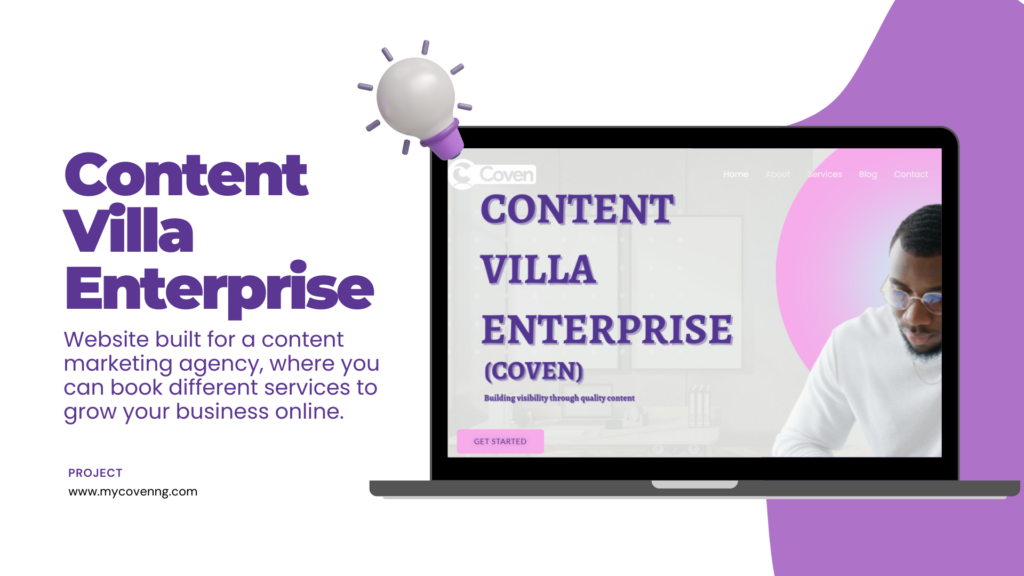 Content
Villa
Enterprise
Website built for a content
marketing agency, where you
can book different services to
grow your business online.
PROJECT
www.mycovenng.com
Coven
Home About Services Blog Contact
CONTENT
VILLA
ENTERPRISE
(COVEN)
Building visibility through quality content
GET STARTED